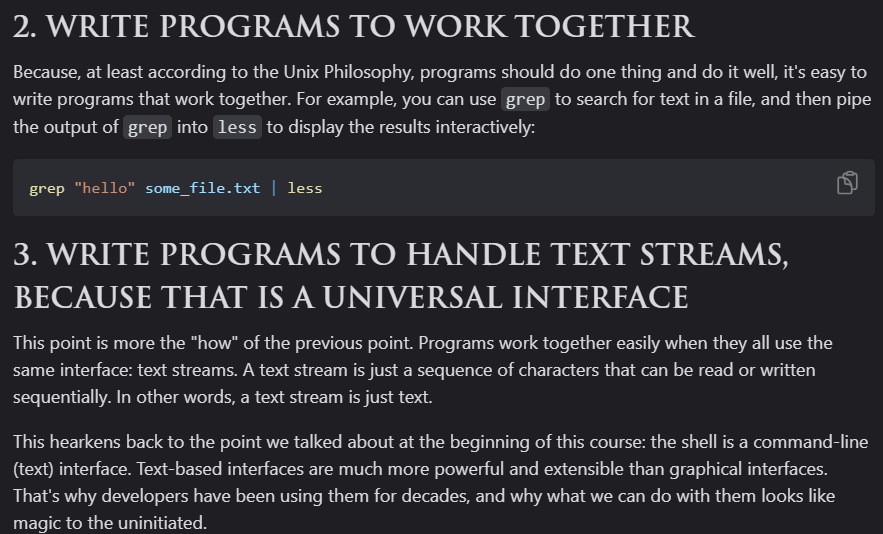 2. WRITE PROGRAMS TO WORK TOGETHER
Because, at least according to the Unix Philosophy, programs should do one thing and do it well, it's easy to
write programs that work together. For example, you can use grep to search for text in a file, and then pipe
the output of grep into less to display the results interactively:
grep "hello" some_file.txt | less
3. WRITE PROGRAMS TO HANDLE TEXT STREAMS,
BECAUSE THAT IS A UNIVERSAL INTERFACE
This point is more the "how" of the previous point. Programs work together easily when they all use the
same interface: text streams. A text stream is just a sequence of characters that can be read or written
sequentially. In other words, a text stream is just text.
This hearkens back to the point we talked about at the beginning of this course: the shell is a command-line
(text) interface. Text-based interfaces are much more powerful and extensible than graphical interfaces.
That's why developers have been using them for decades, and why what we can do with them looks like
magic to the uninitiated.